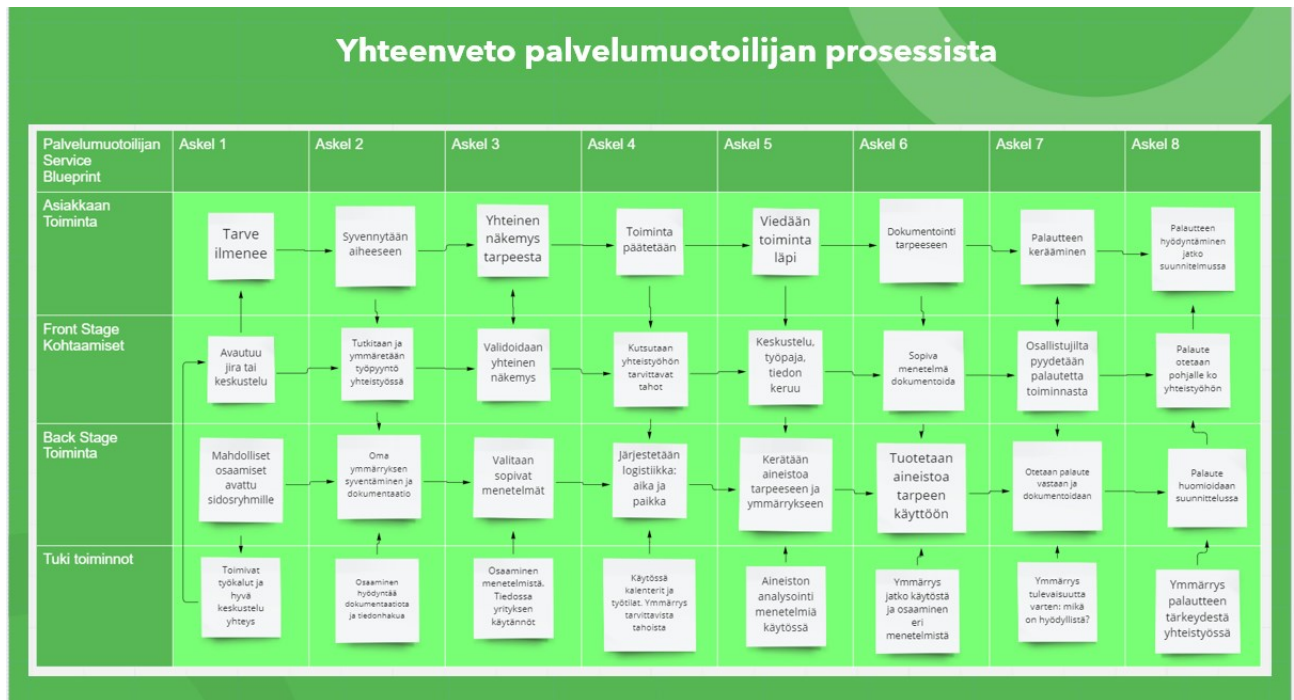 Yhteenveto palvelumuotoilijan prosessista
Palvelumuotoilijan
Service
Blueprint
Askel 1
Askel 2
Askel 3
Askel 4
Askel 5
Askel 6
Askel 7
Askel 8
Asiakkaan
Toiminta
Tarve
ilmenee
Syvennytään
aiheeseen
Yhteinen
näkemys
tarpeesta
Toiminta
päätetään
Viedään
toiminta
läpi
Dokumentointi
tarpeeseen
Palautteen
kerääminen
Palautteen
hyödyntäminen
jatko
suunnitelmussa
Front Stage
Kohtaamiset
Avautuu
jira tai
keskustelu
Tutkitaan ja
ymmäretään
työpyyntö
yhteistyössä
Validoidaan
yhteinen
näkemys
Kutsutaan
yhteistyöhön
tarvittavat
tahot
Keskustelu,
työpaja,
tiedon
keruu
Sopiva
menetelmä
dokumentoida
Osallistujilta
pyydetään
palautetta
toiminnasta
Palaute
otetaan
pohjalle ko
yhteistyöhön
Back Stage
Toiminta
Mahdolliset
osaamiset
avattu
sidosryhmille
Oma
ymmärryksen
syventäminen ja
dokumentaatio
Valitaan
sopivat
menetelmät
Järjestetään
logistiikka:
aika ja
paikka
Kerätään
aineistoa
tarpeeseen ja
ymmärrykseen
Tuotetaan
aineistoa
tarpeen
käyttöön
Otetaan palaute
vastaan ja
dokumentoidaan
Palaute
huomioidaan
suunnittelussa
Tuki toiminnot
Toimivat
työkalut ja
hyvä
keskustelu
yhteys
Osaaminen
hyödyntää
dokumentaatiota
ja tiedonhakua
Osaaminen
menetelmistä.
Tiedossa
yrityksen
käytännöt
Käytössä
kalenterit ja
työtilat. Ymmärrys
tarvittavista
tahoista
Aineiston
analysointi
menetelmiä
käytössä
Ymmärrys
jatko käytöstä
ja osaaminen
eri
menetelmistä
Ymmärrys
tulevaisuutta
varten: mikä
on hyödyllistä?
Ymmärrys
palautteen
tärkeydestä
yhteistyössä